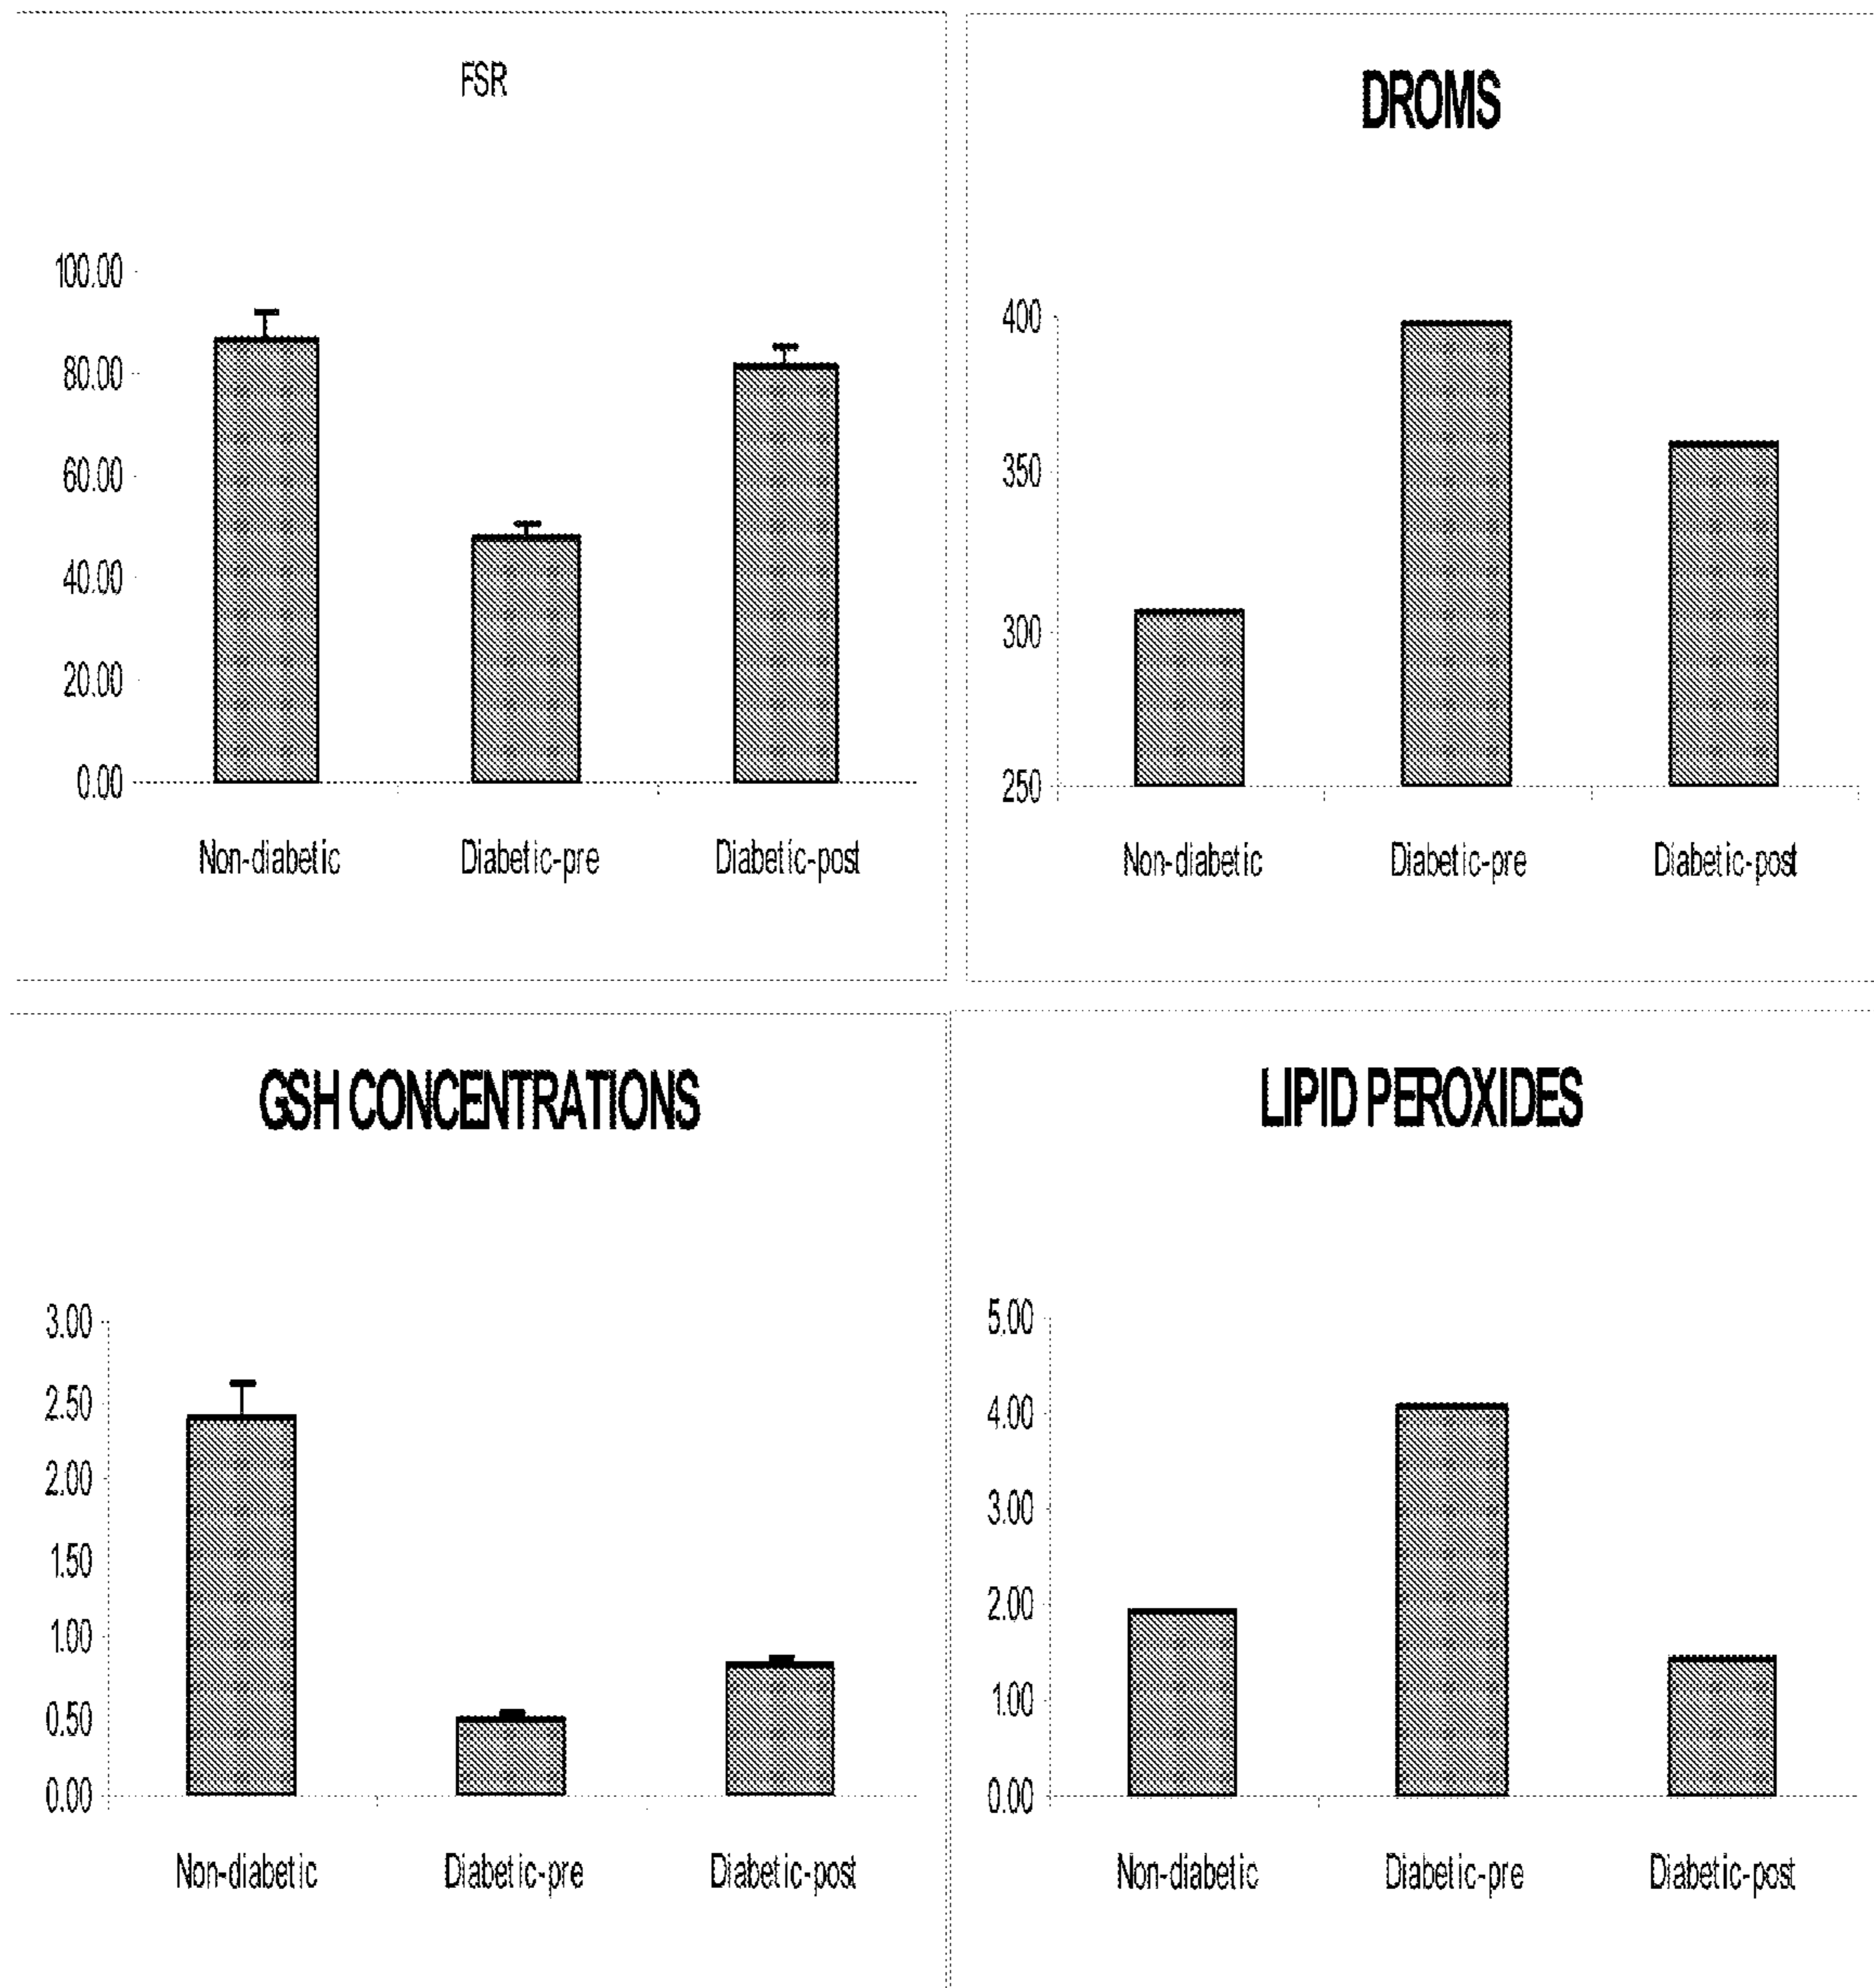 FSR
100.00
80.00
60.00
40.00
20.00
0.00
Non-diabetic Diabetic-pre Diabetic-post
DROMS
400
350
300
250
Non-diabetic Diabetic-pre Diabetic-post
GSH CONCENTRATIONS
3.00
2.50
2.00
1.50
1.00
0.50
0.00
Non-diabetic Diabetic-pre Diabetic-post
LIPID PEROXIDES
5.00
4.00
3.00
2.00
1.00
0.00
Non-diabetic Diabetic-pre Diabetic-post